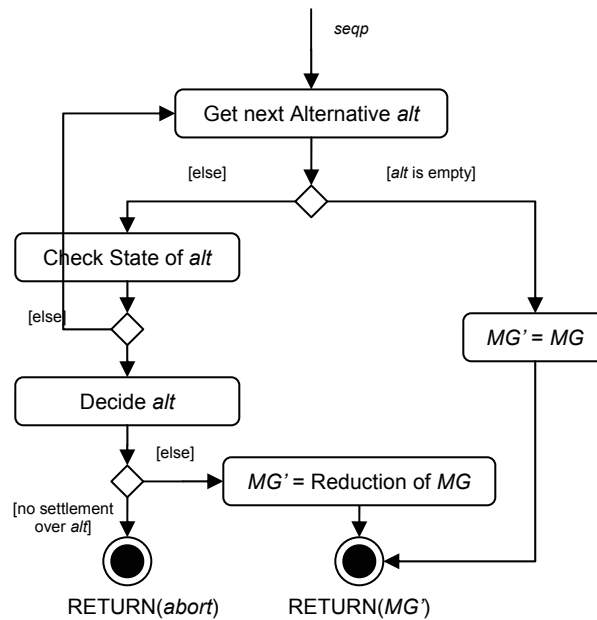 seqp
Get next Alternative alt
[else]
[alt is empty]
Check State of alt
[else]
MG' = MG
Decide alt
[else]
MG' = Reduction of MG
[no settlement
over alt]
RETURN(abort)
RETURN(MG')